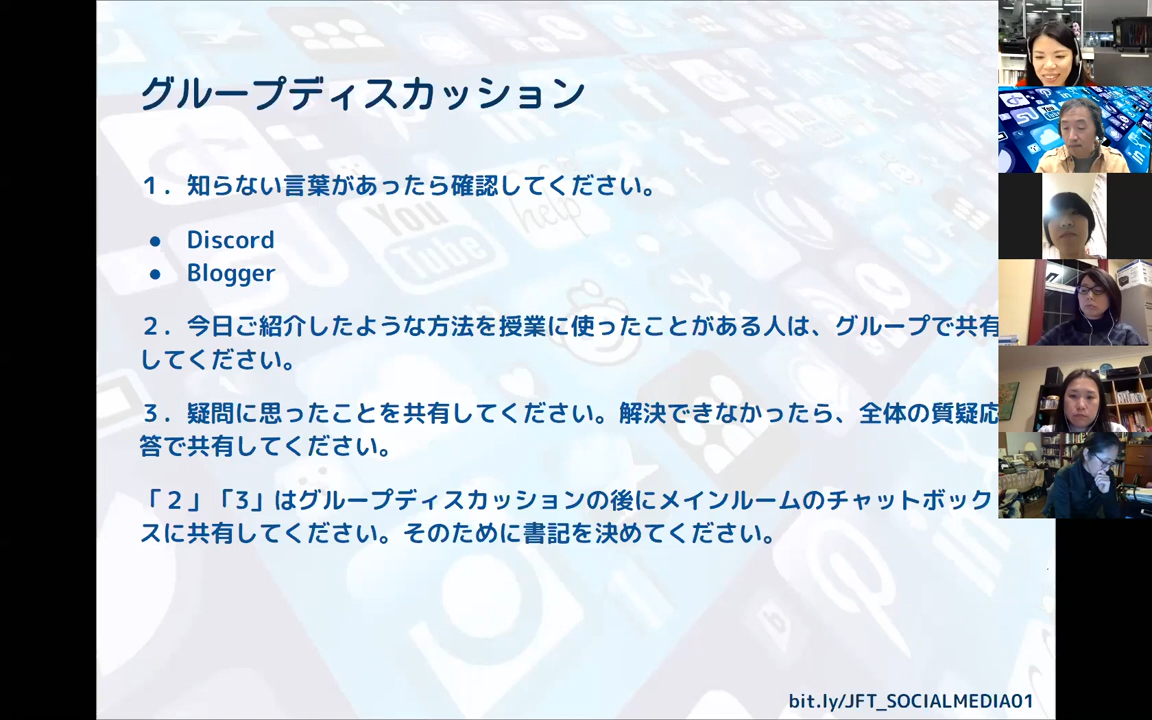 グループディスカッション
１．知らない言葉があったら確認してください。
● Discord
● Blogger
２．今日ご紹介したような方法を授業に使ったことがある人は、グループで共有
してください。
３．疑問に思ったことを共有してください。解決できなかったら、全体の質疑応
答で共有してください。
「２」「3」はグループディスカッションの後にメインルームのチャットボック
スに共有してください。そのために書記を決めてください。
You
Tube
help
bit.ly/JFT_SOCIALMEDIA01